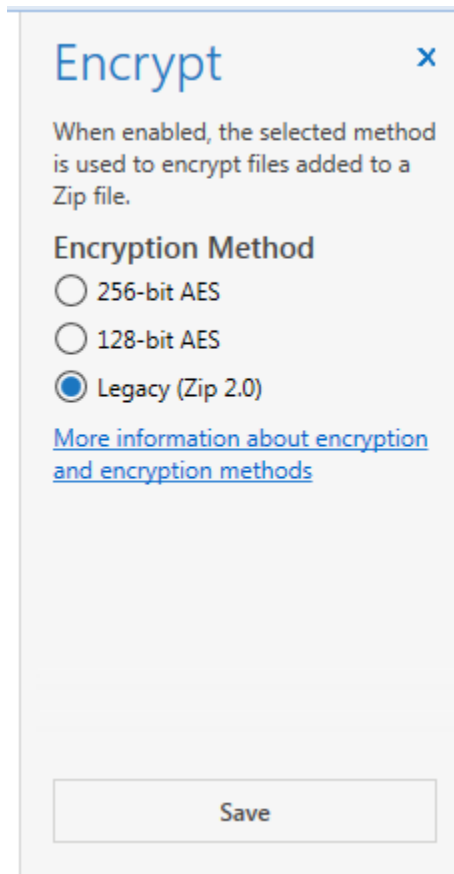 Encrypt
When enabled, the selected method
is used to encrypt files added to a
Zip file.
Encryption Method
256-bit AES
128-bit AES
Legacy (Zip 2.0)
More information about encryption
and encryption methods
Save